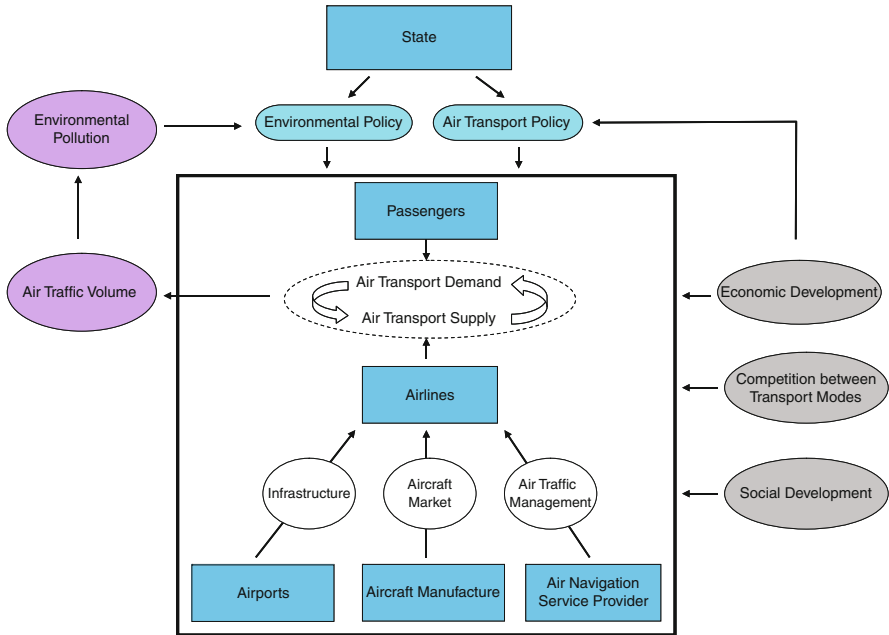 State
Environmental
Pollution
Environmental Policy
Air Transport Policy
Passengers
Air Traffic Volume
Air Transport Demand
Air Transport Supply
Economic Development
Airlines
Competition between
Transport Modes
Infrastructure
Aircraft
Market
Air Traffic
Management
Social Development
Airports
Aircraft Manufacture
Air Navigation
Service Provider